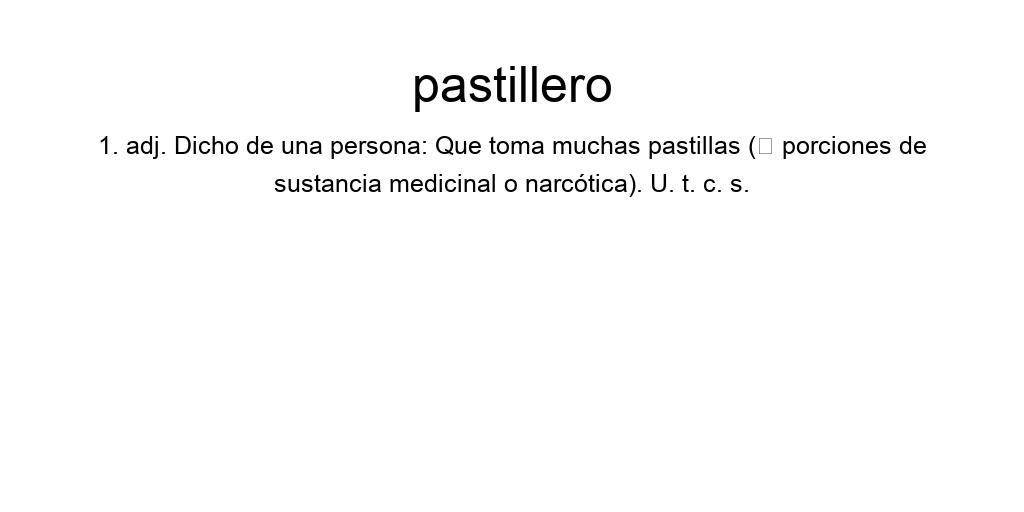 pastillero
1. adj. Dicho de una persona: Que toma muchas pastillas (□ porciones de
sustancia medicinal o narcótica). U. t. c. s.